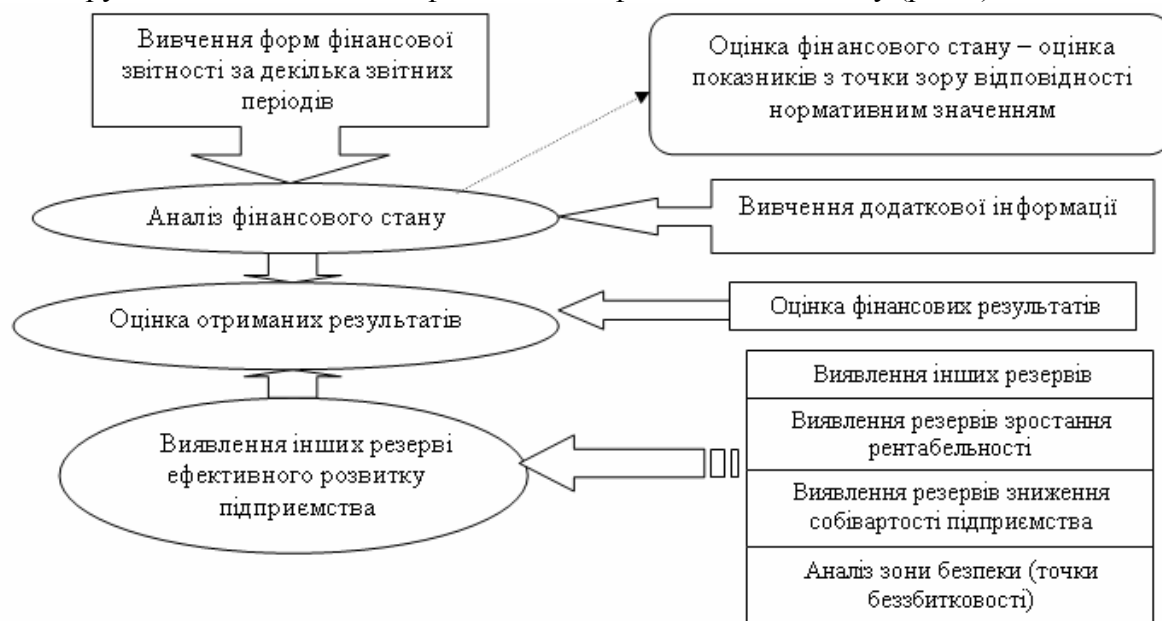 Вивчення форм фінансової
звітності за декілька звітних
періодів
Оцінка фінансового стану – оцінка
показників з точки зору відповідності
нормативним значенням
Аналіз фінансового стану
Вивчення додаткової інформації
Оцінка отриманих результатів
Оцінка фінансових результатів
Виявлення інших резерві
ефективного розвитку
підприємства
Виявлення інших резервів
Виявлення резервів зростання
рентабельності
Виявлення резервів зниження
собівартості підприємства
Аналіз зони безпеки (точки
беззбитковості)